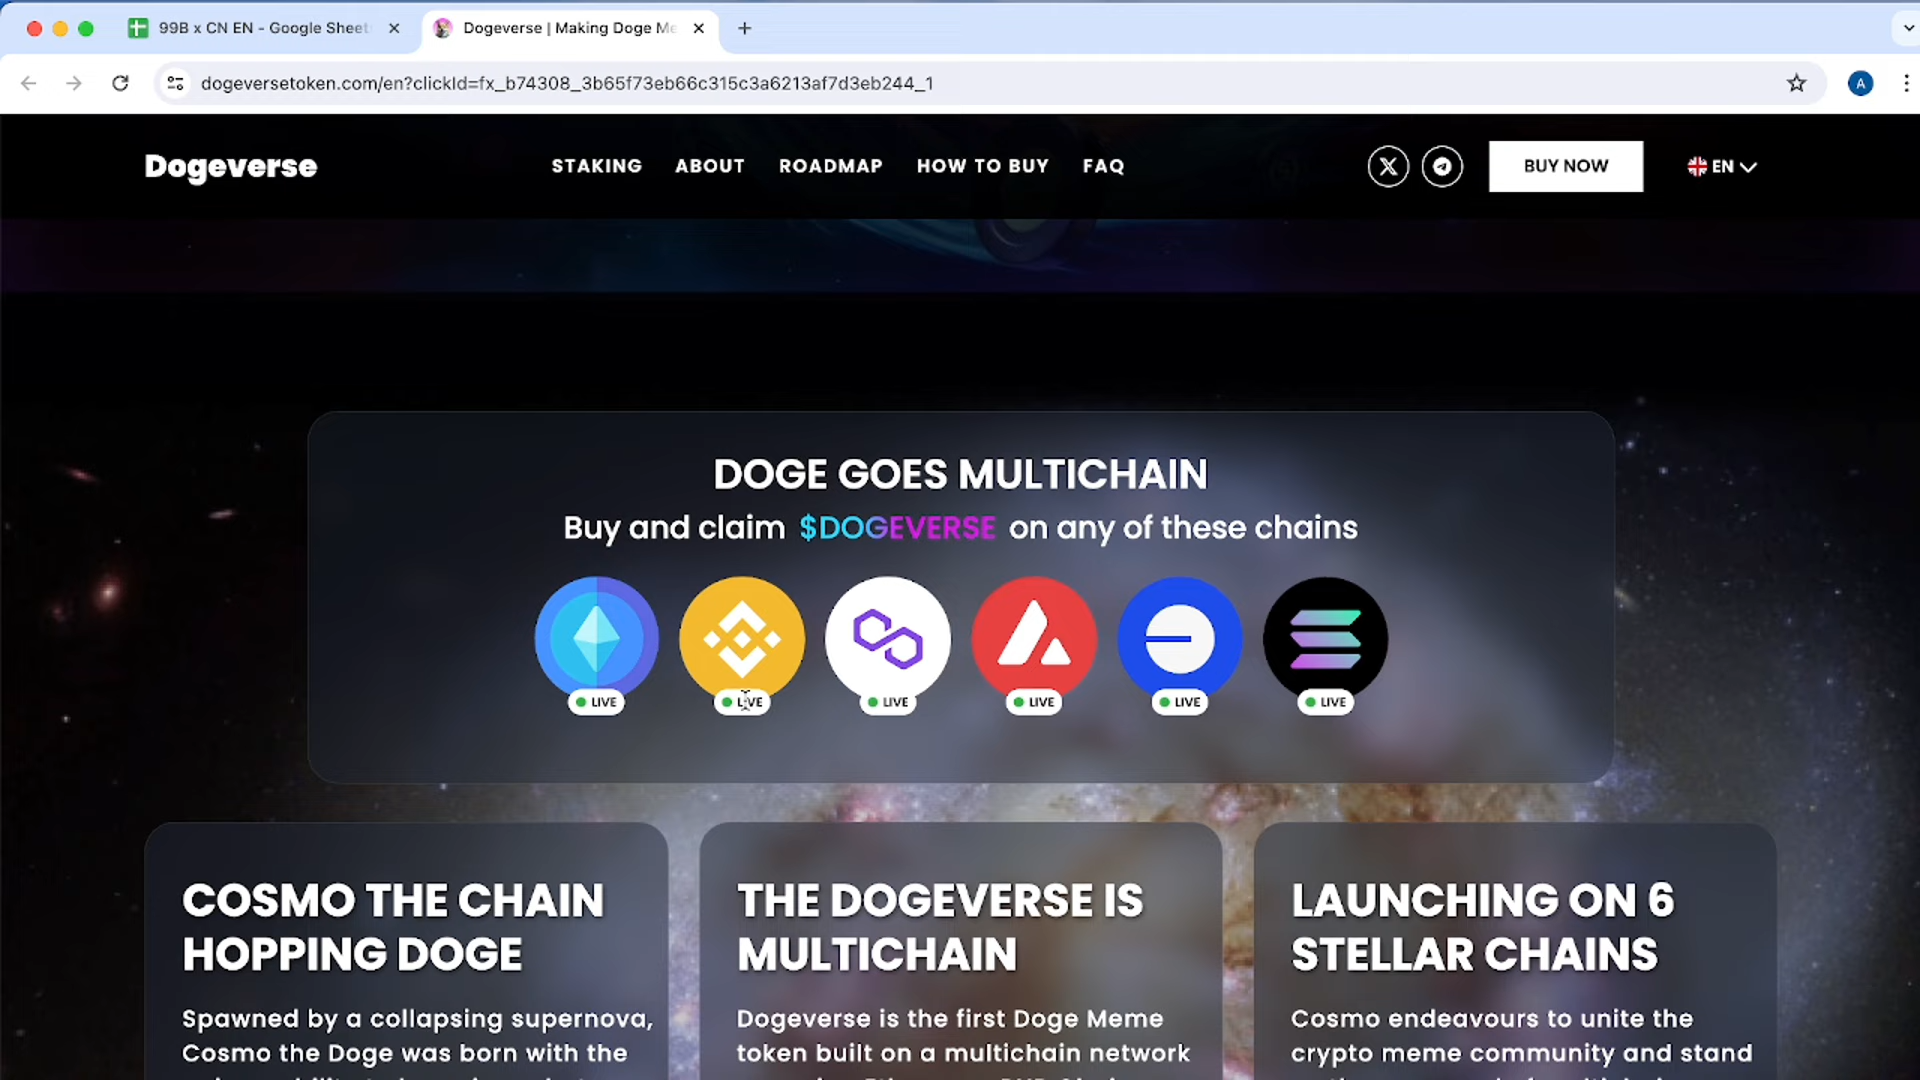 99B x CN EN - Google Sheet
Dogeverse | Making Doge Me
dogeversetoken.com/en?clickId=fx_b74308_3b65f73eb66c315c3a6213af7d3eb244_1
A
Dogeverse
STAKING
ABOUT
ROADMAP
HOW TO BUY
FAQ
BUY NOW
EN
DOGE GOES MULTICHAIN
Buy and claim $DOGEVERSE on any of these chains
LIVE
LIVE
LIVE
LIVE
LIVE
LIVE
COSMO THE CHAIN
HOPPING DOGE
Spawned by a collapsing supernova,
Cosmo the Doge was born with the
THE DOGEVERSE IS
MULTICHAIN
Dogeverse is the first Doge Meme
token built on a multichain network
LAUNCHING ON 6
STELLAR CHAINS
Cosmo endeavours to unite the
crypto meme community and stand